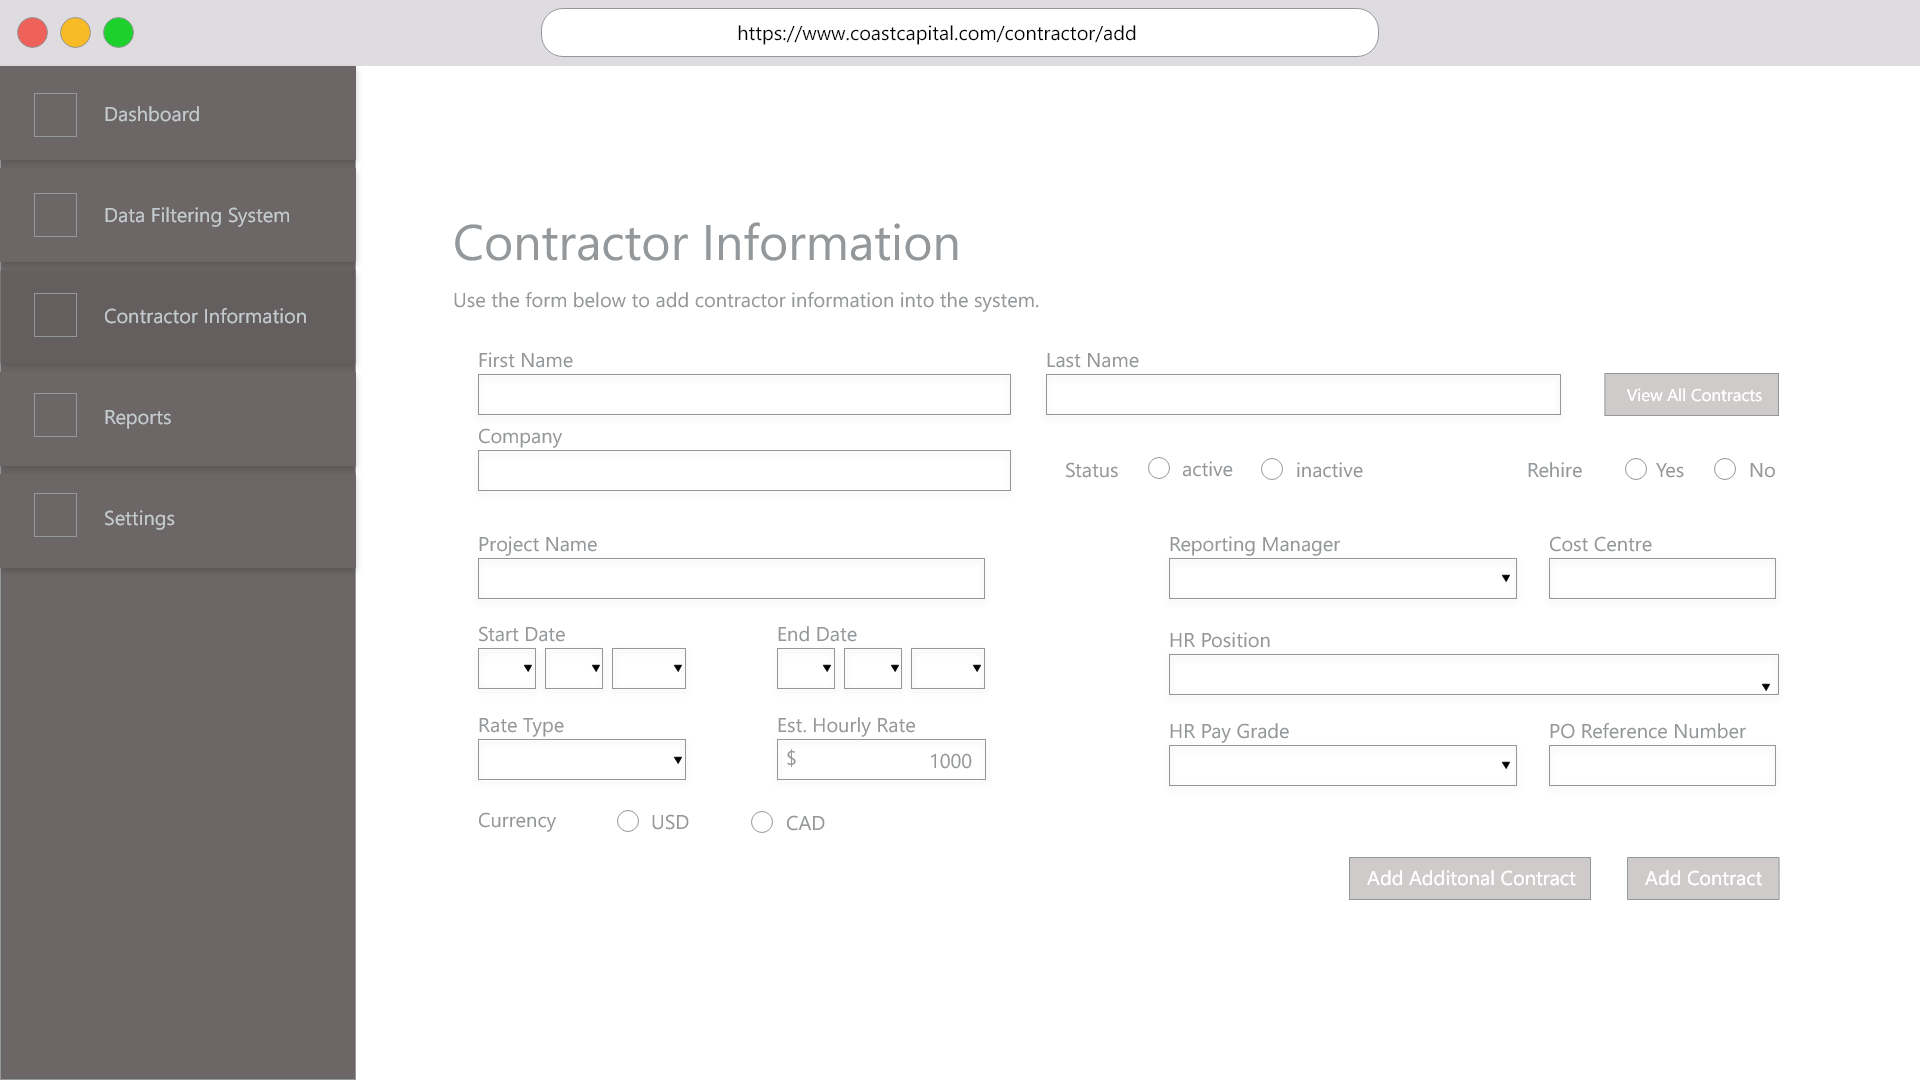 https://www.coastcapital.com/contractor/add
Dashboard
Data Filtering System
Contractor Information
Reports
Settings
Contractor Information
Use the form below to add contractor information into the system.
First Name
Last Name
View All Contracts
Company
Status active inactive
Rehire Yes No
Project Name
Reporting Manager
Cost Centre
Start Date
End Date
HR Position
Rate Type
Est. Hourly Rate
$ 1000
HR Pay Grade
PO Reference Number
Currency USD CAD
Add Additonal Contract
Add Contract